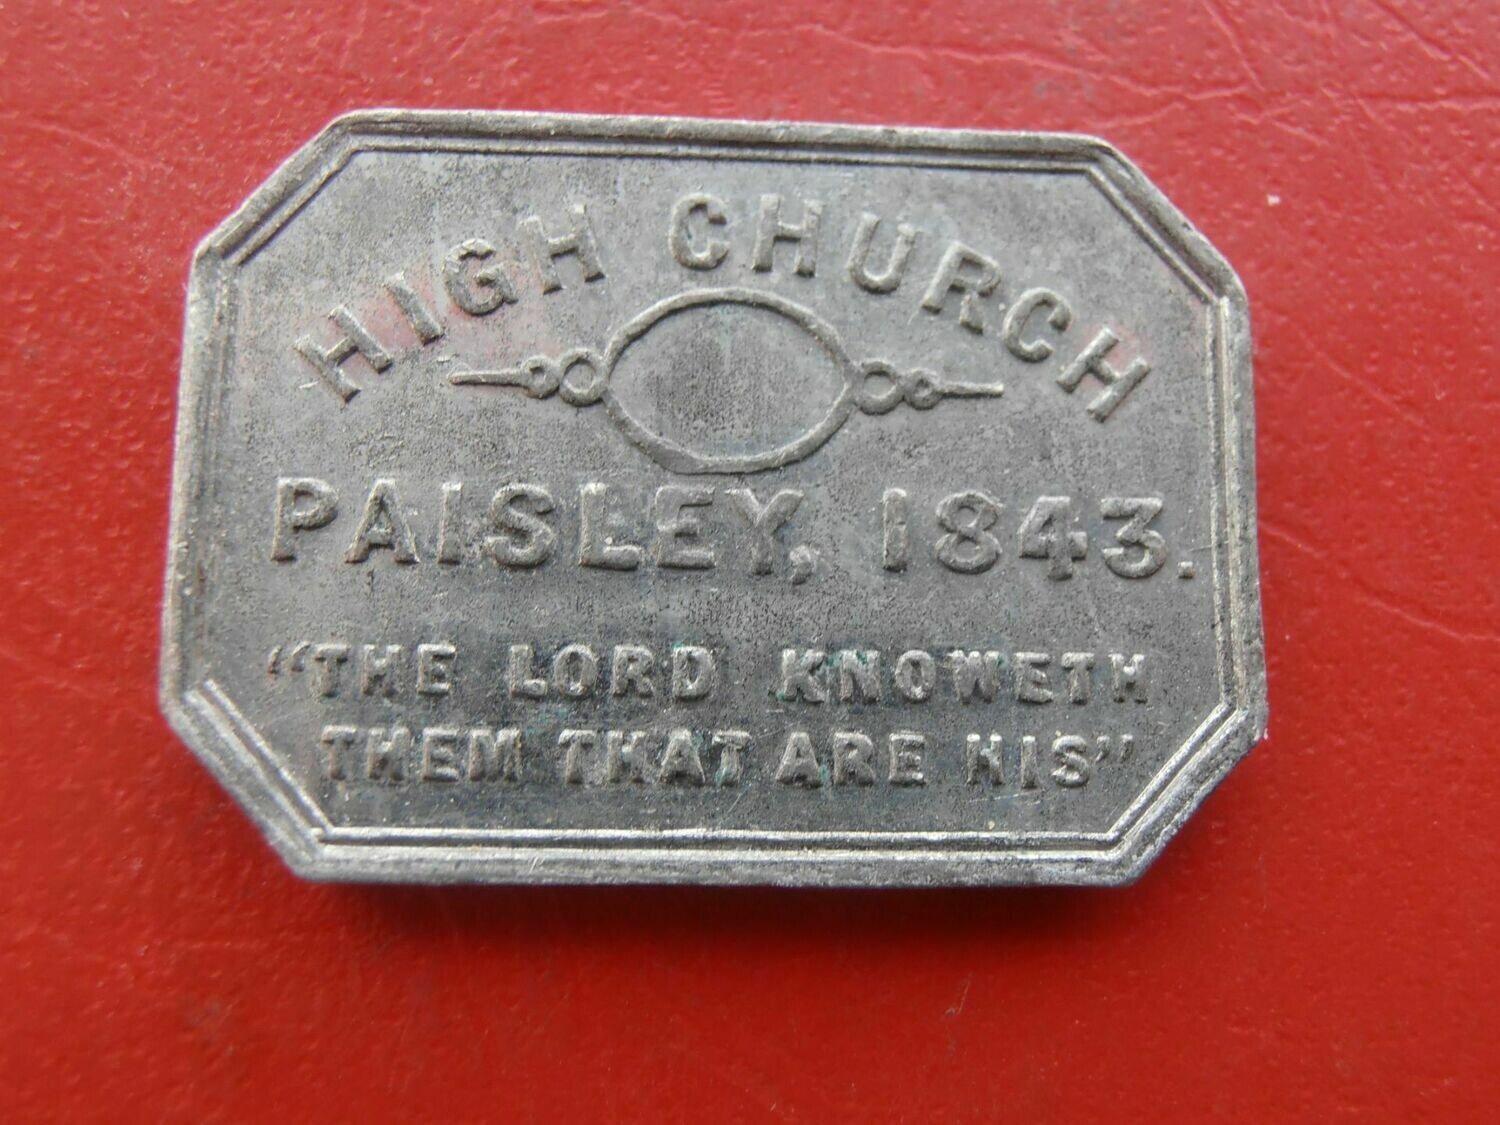 HIGH CHURCH
PAISLEY, 1843.
“THE LORD KNOWETH
THEM THAT ARE HIS”